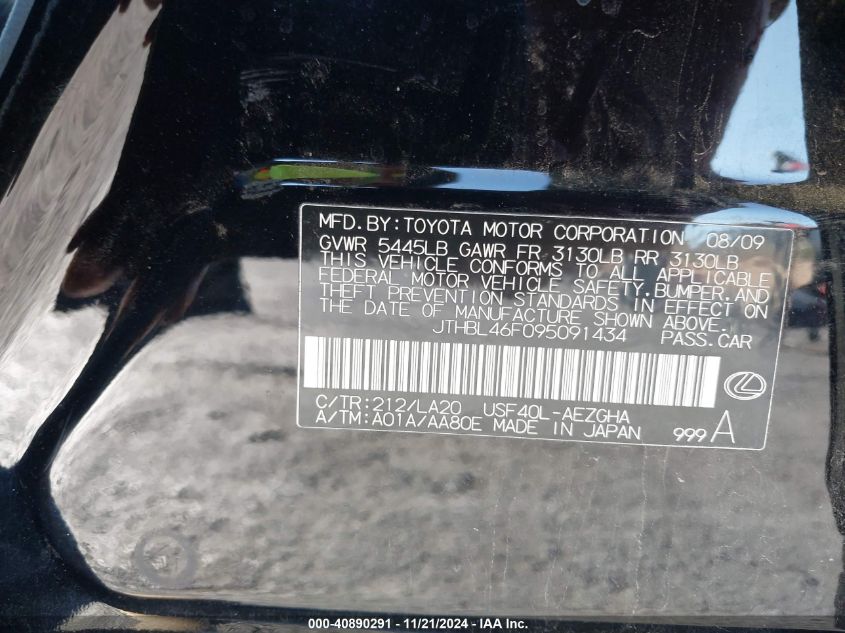 MFD.BY:TOYOTA MOTOR CORPORATION 08/09
GVWR 5445LB GAWR FR 3130LB RR 3130LB
THIS VEHICLE CONFORMS TO ALL APPLICABLE
FEDERAL MOTOR VEHICLE SAFETY,BUMPER,AND
THEFT PREVENTION STANDARDS IN EFFECT ON
THE DATE OF MANUFACTURE SHOWN ABOVE.
JTHBL46F095091434 PASS.CAR
C/TR:212/LA20 USF40L-AEZGHA
A/TM:A01A/AA80E MADE IN JAPAN 999A
000-40890291 - 11/21/2024 - IAA Inc.